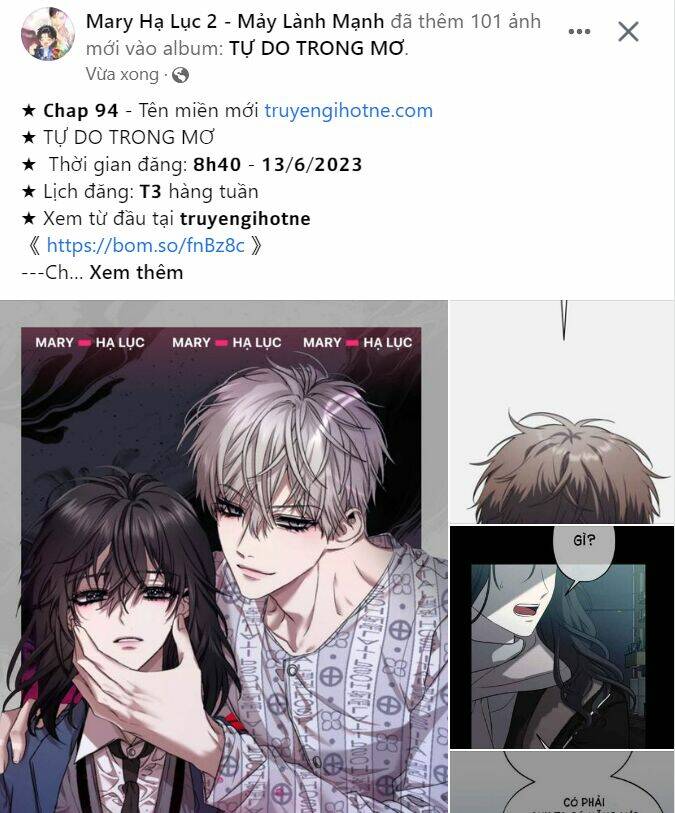 Mary Hạ Lục 2 - Mảy Lành Mạnh đã thêm 101 ảnh
mới vào album: TỰ DO TRONG MƠ.
Vừa xong ·
★ Chap 94 - Tên miền mới truyengihotne.com
★ TỰ DO TRONG MƠ
★ Thời gian đăng: 8h40 - 13/6/2023
★ Lịch đăng: T3 hàng tuần
★ Xem từ đầu tại truyengihotne
《 https://bom.so/fnBz8c 》
---Ch... Xem thêm
MARY HẠ LỤC MARY HẠ LỤC MARY HẠ LỤC
GÌ?
CÓ PHẢI